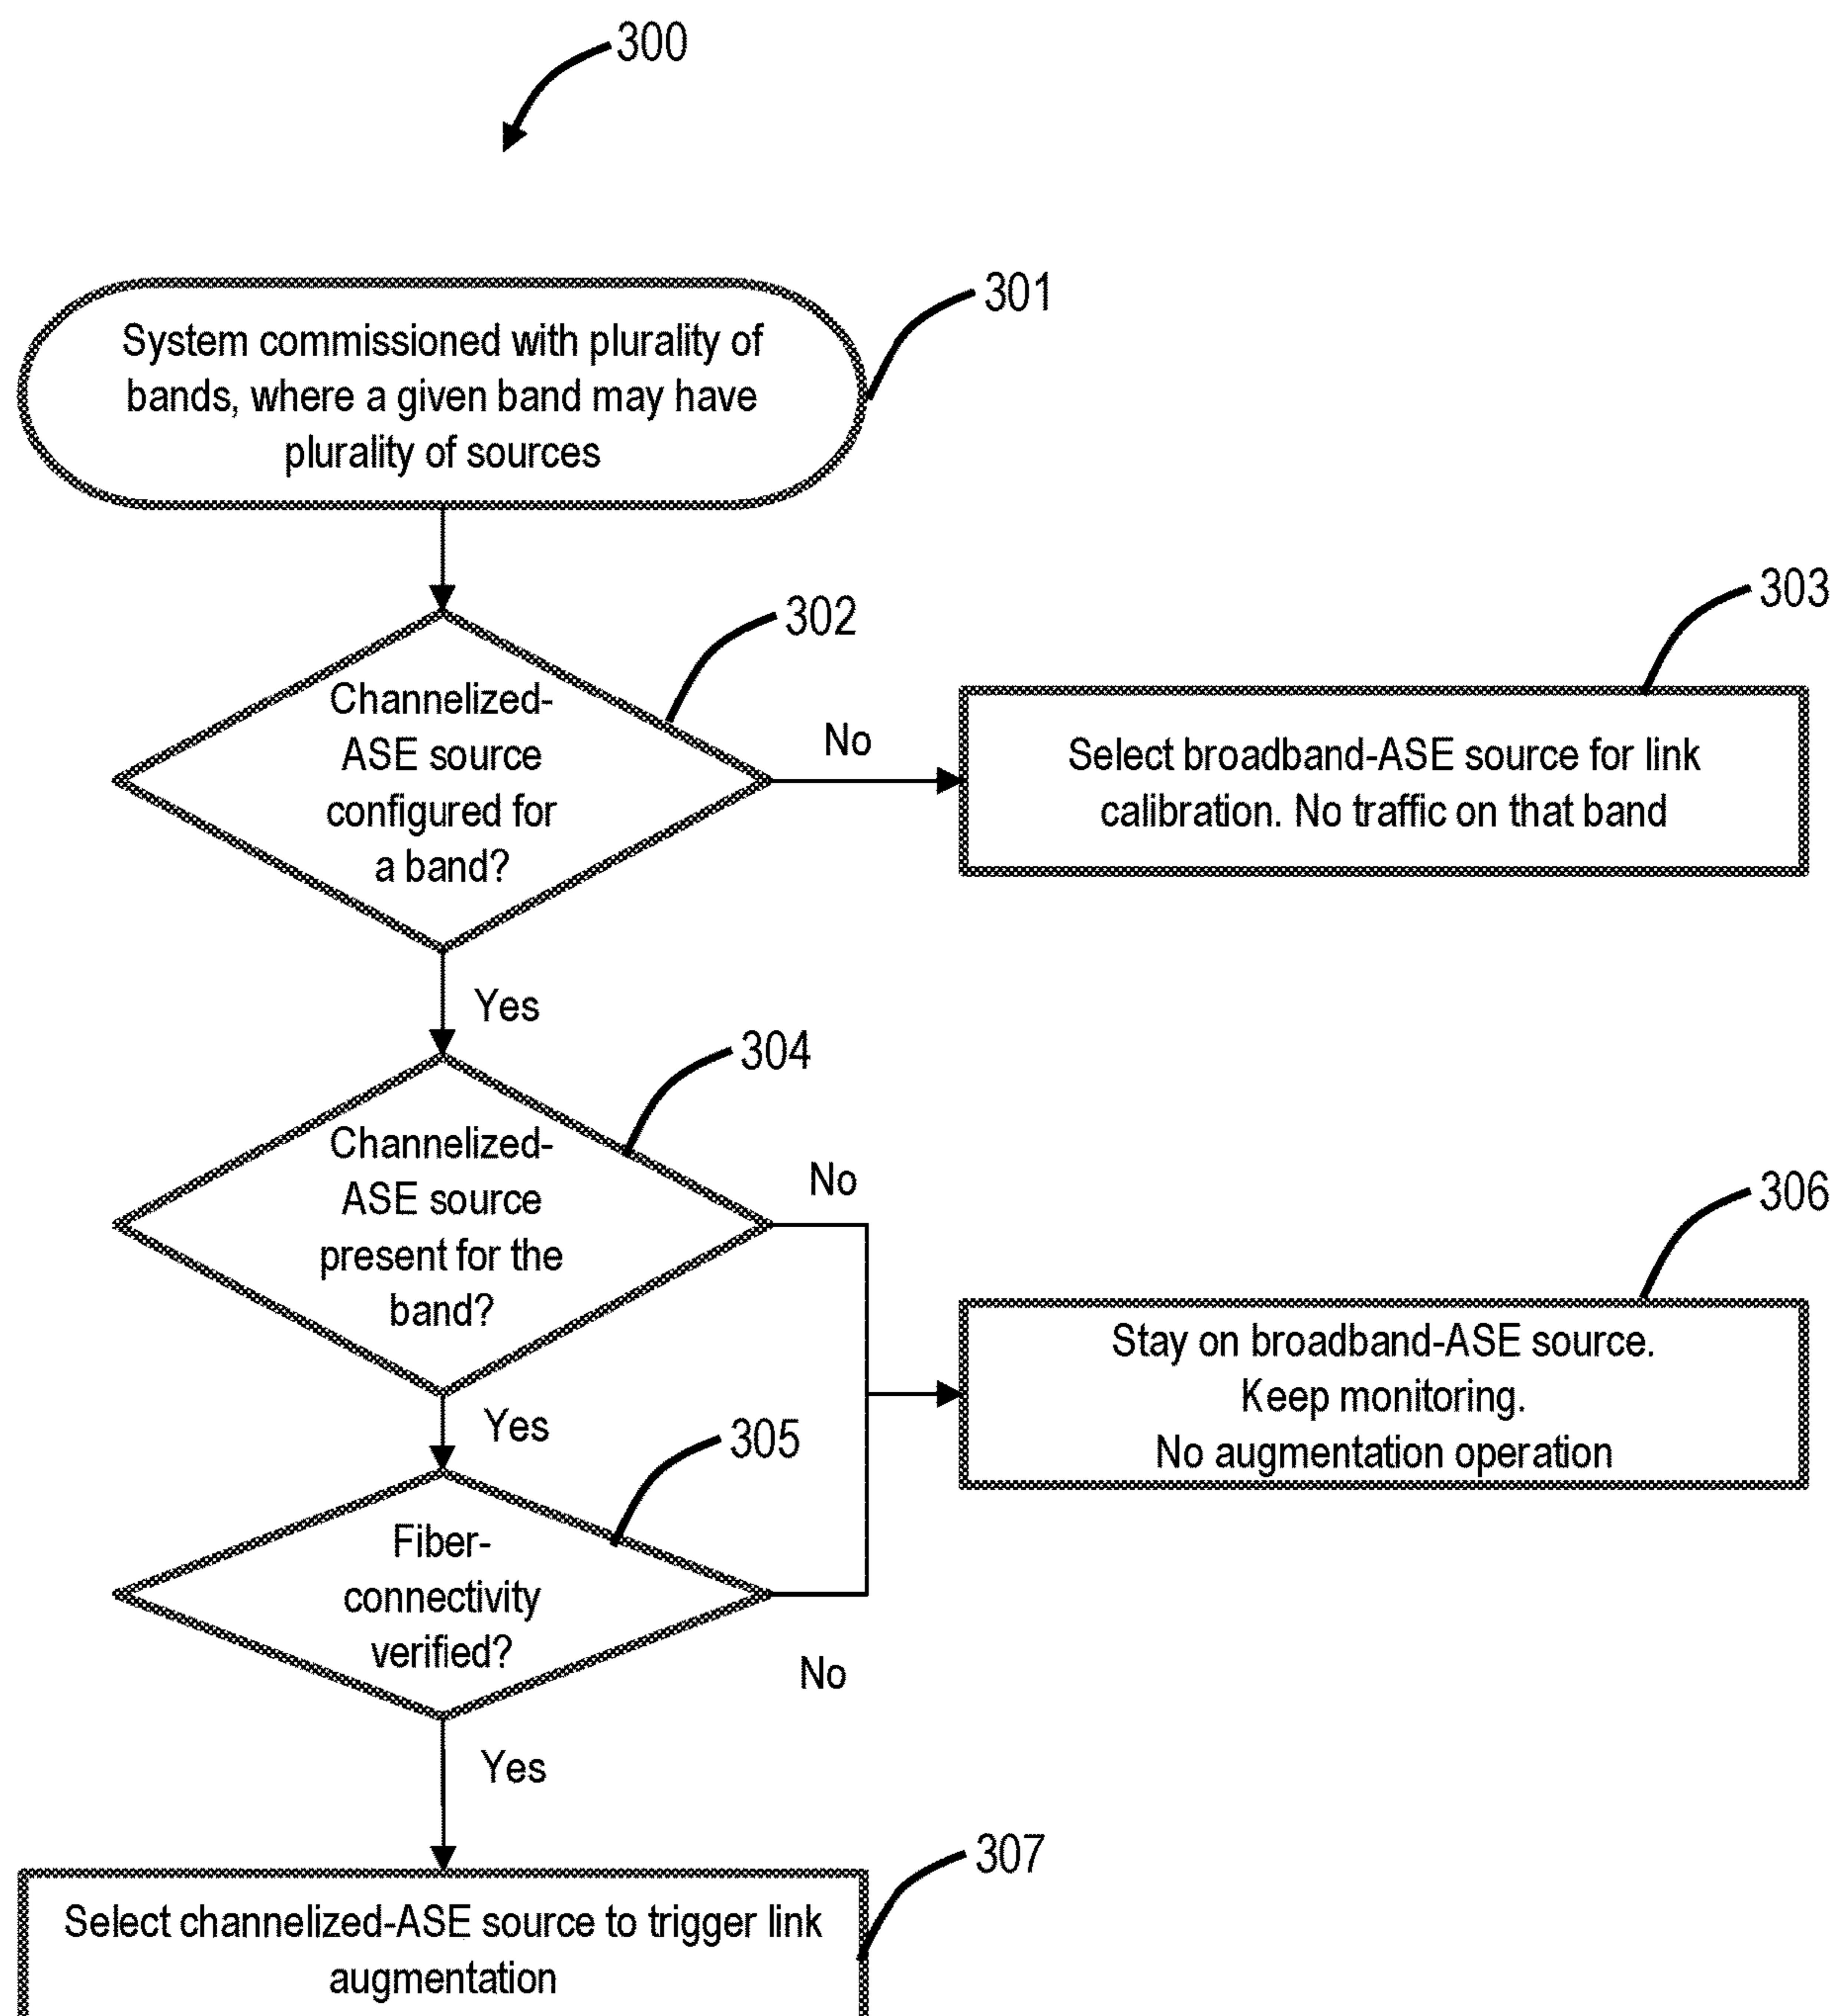 300
301
System commissioned with plurality of
bands, where a given band may have
plurality of sources
302
303
Channelized-
ASE source
configured for
a band?
No
Select broadband-ASE source for link
calibration. No traffic on that band
Yes
304
Channelized-
ASE source
present for the
band?
No
306
Stay on broadband-ASE source.
Keep monitoring.
No augmentation operation
Yes
305
Fiber-
connectivity
verified?
No
Yes
307
Select channelized-ASE source to trigger link
augmentation